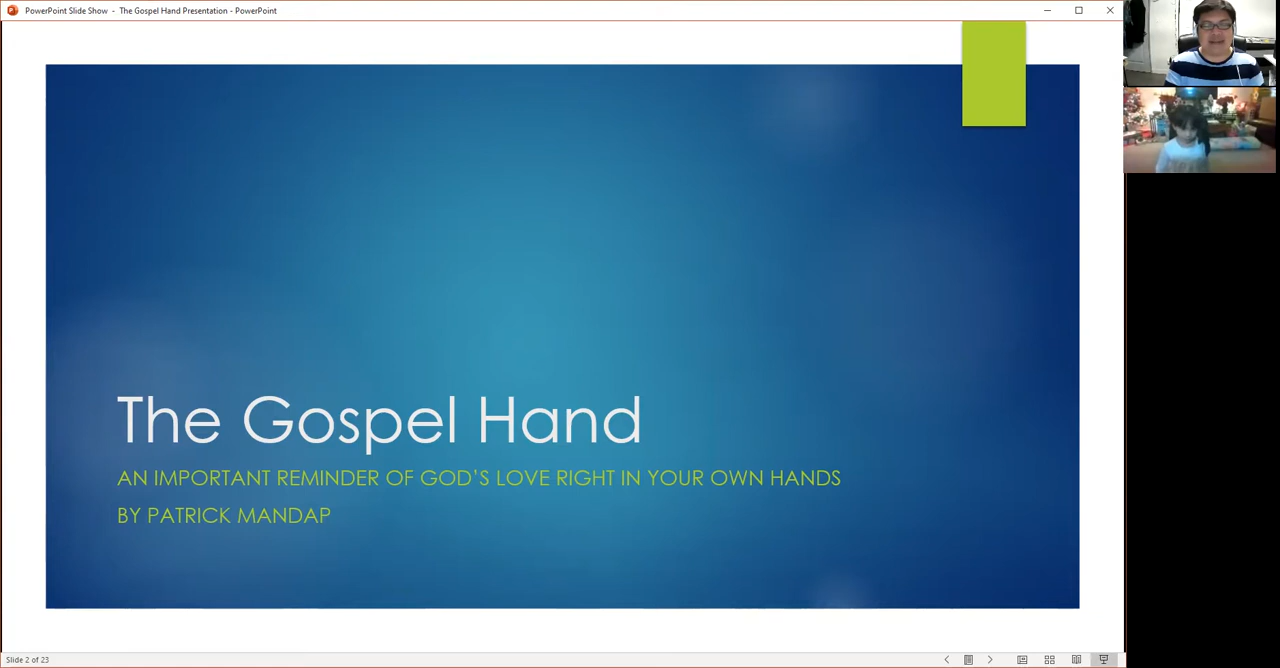 PowerPoint Slide Show - The Gospel Hand Presentation - PowerPoint
The Gospel Hand
AN IMPORTANT REMINDER OF GOD'S LOVE RIGHT IN YOUR OWN HANDS
BY PATRICK MANDAP
Slide 2 of 23